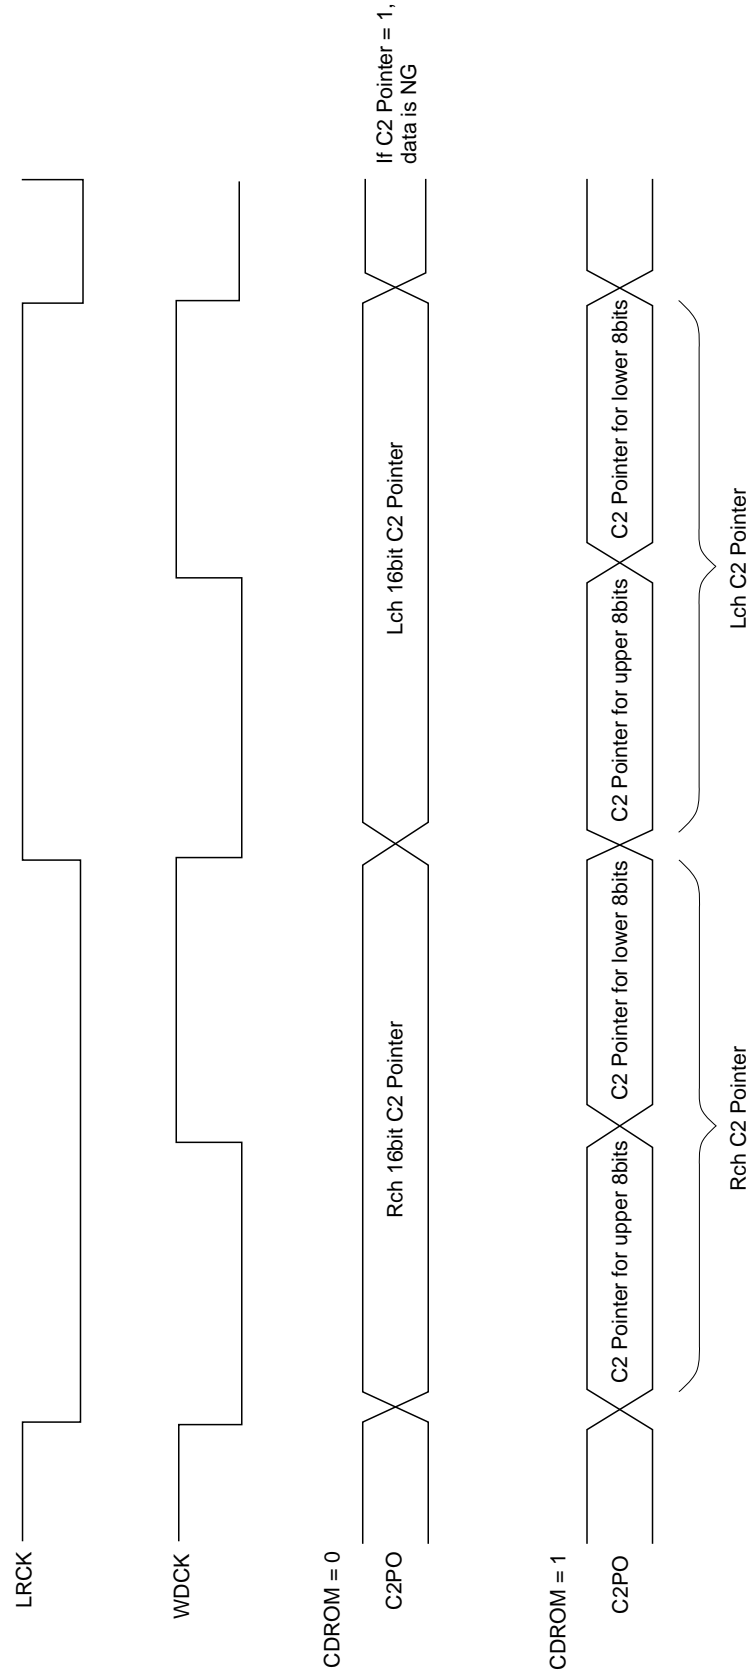 LRCK
WDCK
CDROM = 0
C2PO
Rch 16bit C2 Pointer
Lch 16bit C2 Pointer
If C2 Pointer = 1,
data is NG
CDROM = 1
C2PO
C2 Pointer for upper 8bits
C2 Pointer for lower 8bits
C2 Pointer for upper 8bits
C2 Pointer for lower 8bits
Rch C2 Pointer
Lch C2 Pointer